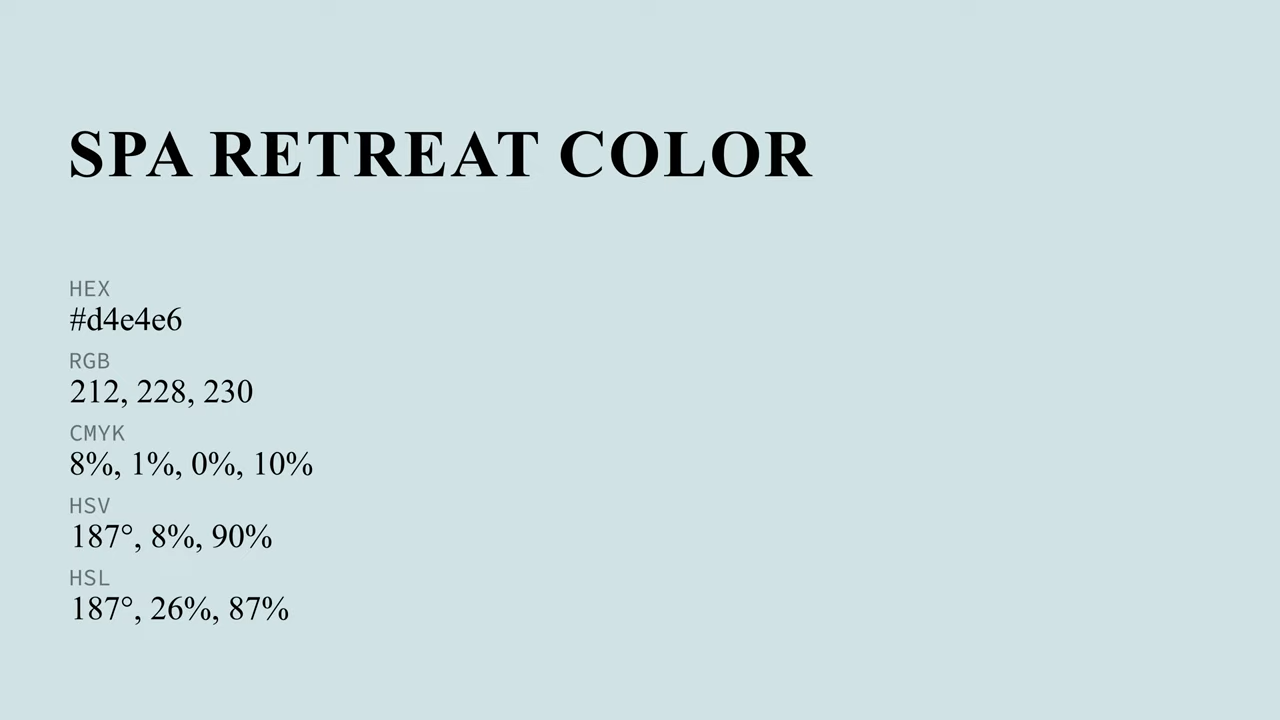 SPA RETREAT COLOR
HEX
#d4e4e6
RGB
212, 228, 230
CMYK
8%, 1%, 0%, 10%
HSV
187°, 8%, 90%
HSL
187°, 26%, 87%